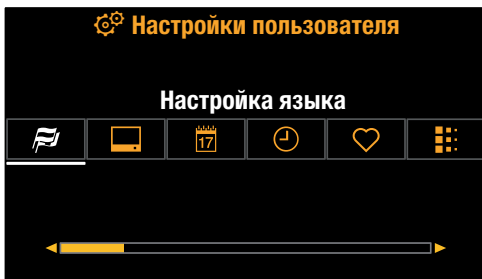 Настройки пользователя
Настройка языка
17